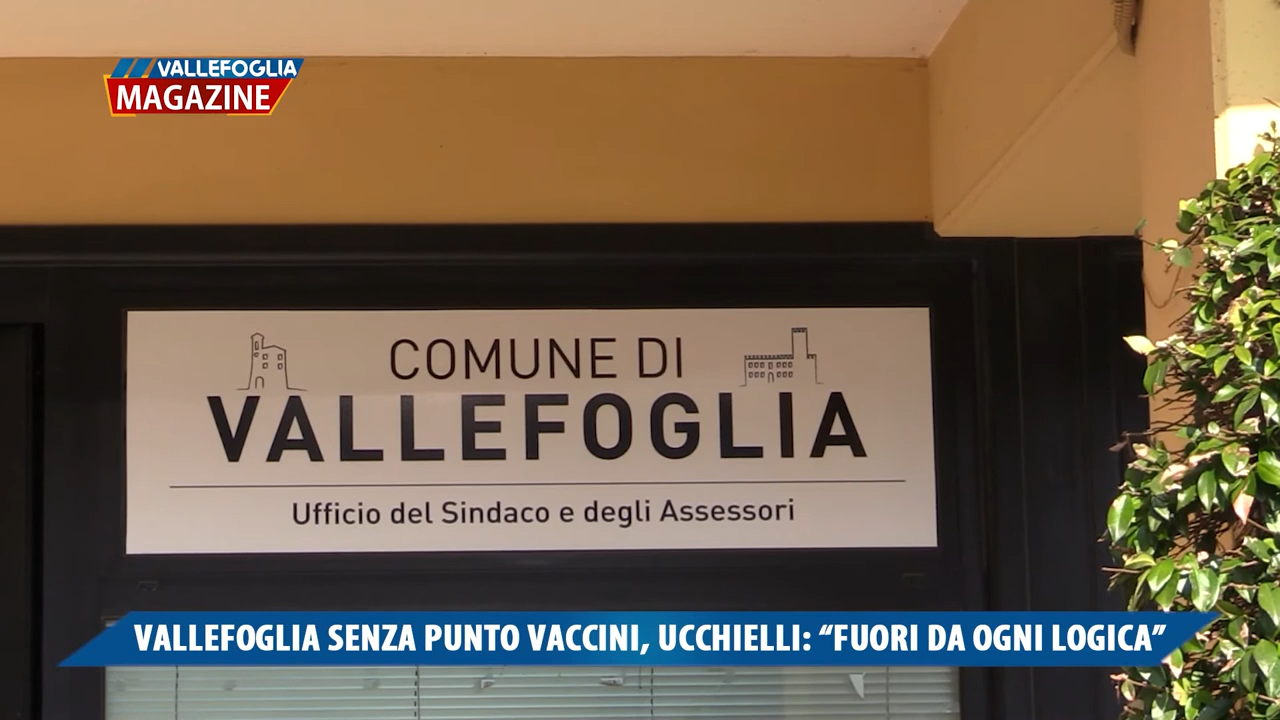 VALLEFOGLIA
MAGAZINE
COMUNE DI
VALLEFOGLIA
Ufficio del Sindaco e degli Assessori
VALLEFOGLIA SENZA PUNTO VACCINI, UCCHIELLI: “FUORI DA OGNI LOGICA”